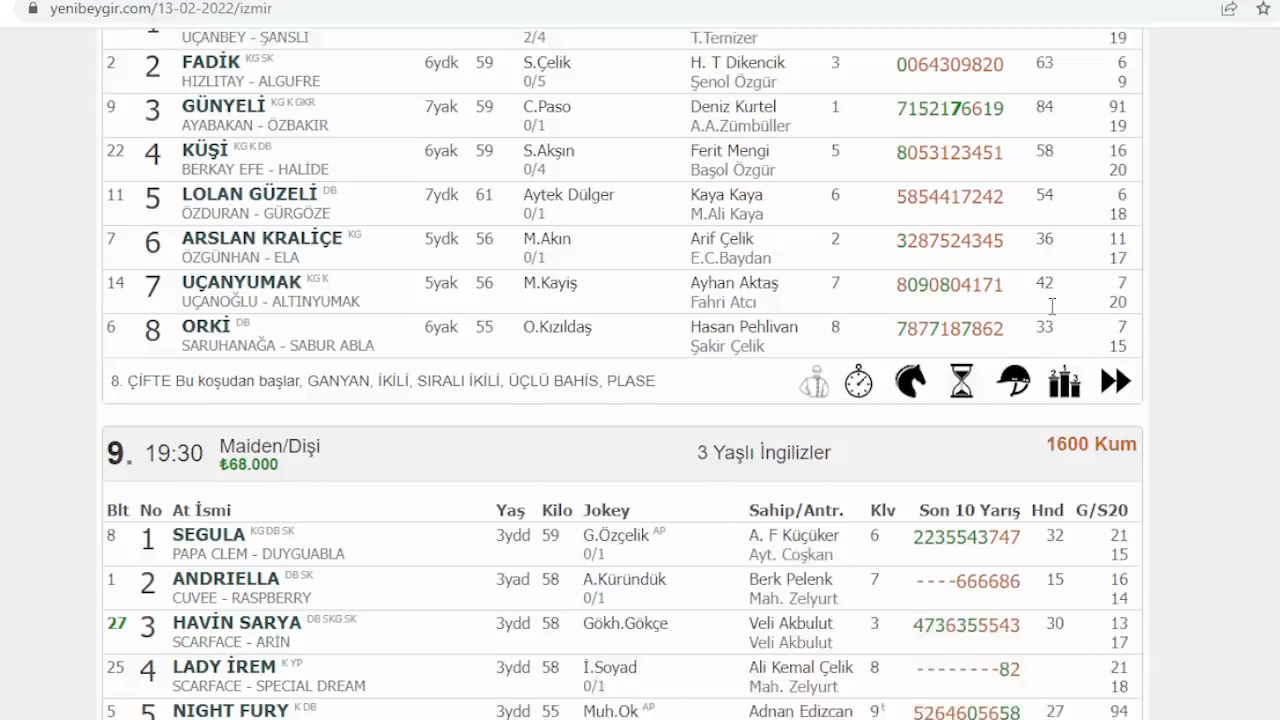 yenibeygir.com/13-02-2022/izmir
1
UÇANBEY - ŞANSLI 2/4 T.Temizer 19
2 2 FADİK KG SK 6ydk 59 S.Çelik H. T Dikencik 3 0064309820 63 6
HIZLITAY - ALGUFRE 0/5 Şenol Özgür 9
9 3 GÜNYELİ KG K GKR 7yak 59 C.Paso Deniz Kurtel 1 7152176619 84 91
AYABAKAN - ÖZBAKIR 0/1 A.A.Zümbüller 19
22 4 KÜŞİ KG K DB 6yak 59 S.Akşın Ferit Mengi 5 8053123451 58 16
BERKAY EFE - HALİDE 0/4 Başol Özgür 20
11 5 LOLAN GÜZELİ DB 7ydk 61 Aytek Dülger Kaya Kaya 6 5854417242 54 6
ÖZDURAN - GÜRGÖZE 0/1 M.Ali Kaya 18
7 6 ARSLAN KRALİÇE KG 5ydk 56 M.Akın Arif Çelik 2 3287524345 36 11
ÖZGÜNHAN - ELA 0/1 E.C.Baydan 17
14 7 UÇANYUMAK KG K 5yak 56 M.Kayiş Ayhan Aktaş 7 8090804171 42 7
UÇANOĞLU - ALTINYUMAK Fahri Atcı 20
6 8 ORKİ DB 6yak 55 O.Kızıldaş Hasan Pehlivan 8 7877187862 33 7
SARUHANAĞA - SABUR ABLA Şakir Çelik 15
8. ÇİFTE Bu koşudan başlar, GANYAN, İKİLİ, SIRALI İKİLİ, ÜÇLÜ BAHİS, PLASE
9. 19:30 Maiden/Dişi 3 Yaşlı İngilizler 1600 Kum
₺68.000
Blt No At İsmi Yaş Kilo Jokey Sahip/Antr. Klv Son 10 Yarış Hnd G/S20
8 1 SEGULA KG DB SK 3ydd 59 G.Özçelik AP A. F Küçüker 6 2235543747 32 21
PAPA CLEM - DUYGUABLA 0/1 Ayt. Coşkan 15
1 2 ANDRIELLA DB SK 3yad 58 A.Küründuk Berk Pelenk 7 ----666686 15 16
CUVEE - RASPBERRY 0/1 Mah. Zelyurt 14
27 3 HAVİN SARYA DB SKG SK 3ydd 58 Gökh.Gökçe Veli Akbulut 3 4736355543 30 13
SCARFACE - ARİN Veli Akbulut 17
25 4 LADY İREM K YP 3ydd 58 İ.Soyad Ali Kemal Çelik 8 --------82 21
SCARFACE - SPECIAL DREAM 0/1 Mah. Zelyurt 18
5 5 NIGHT FURY K DB 3ydd 55 Muh.Ok AP Adnan Edizcan 9t 5264605658 27 94